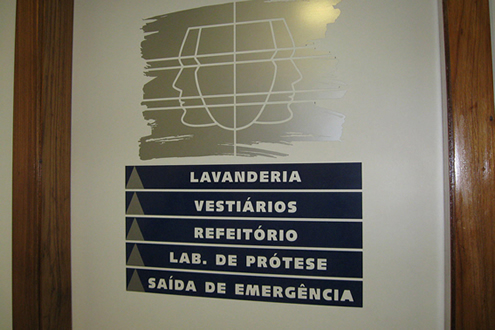 LAVANDERIA
VESTIÁRIOS
REFEITÓRIO
LAB. DE PRÓTESE
SAÍDA DE EMERGÊNCIA